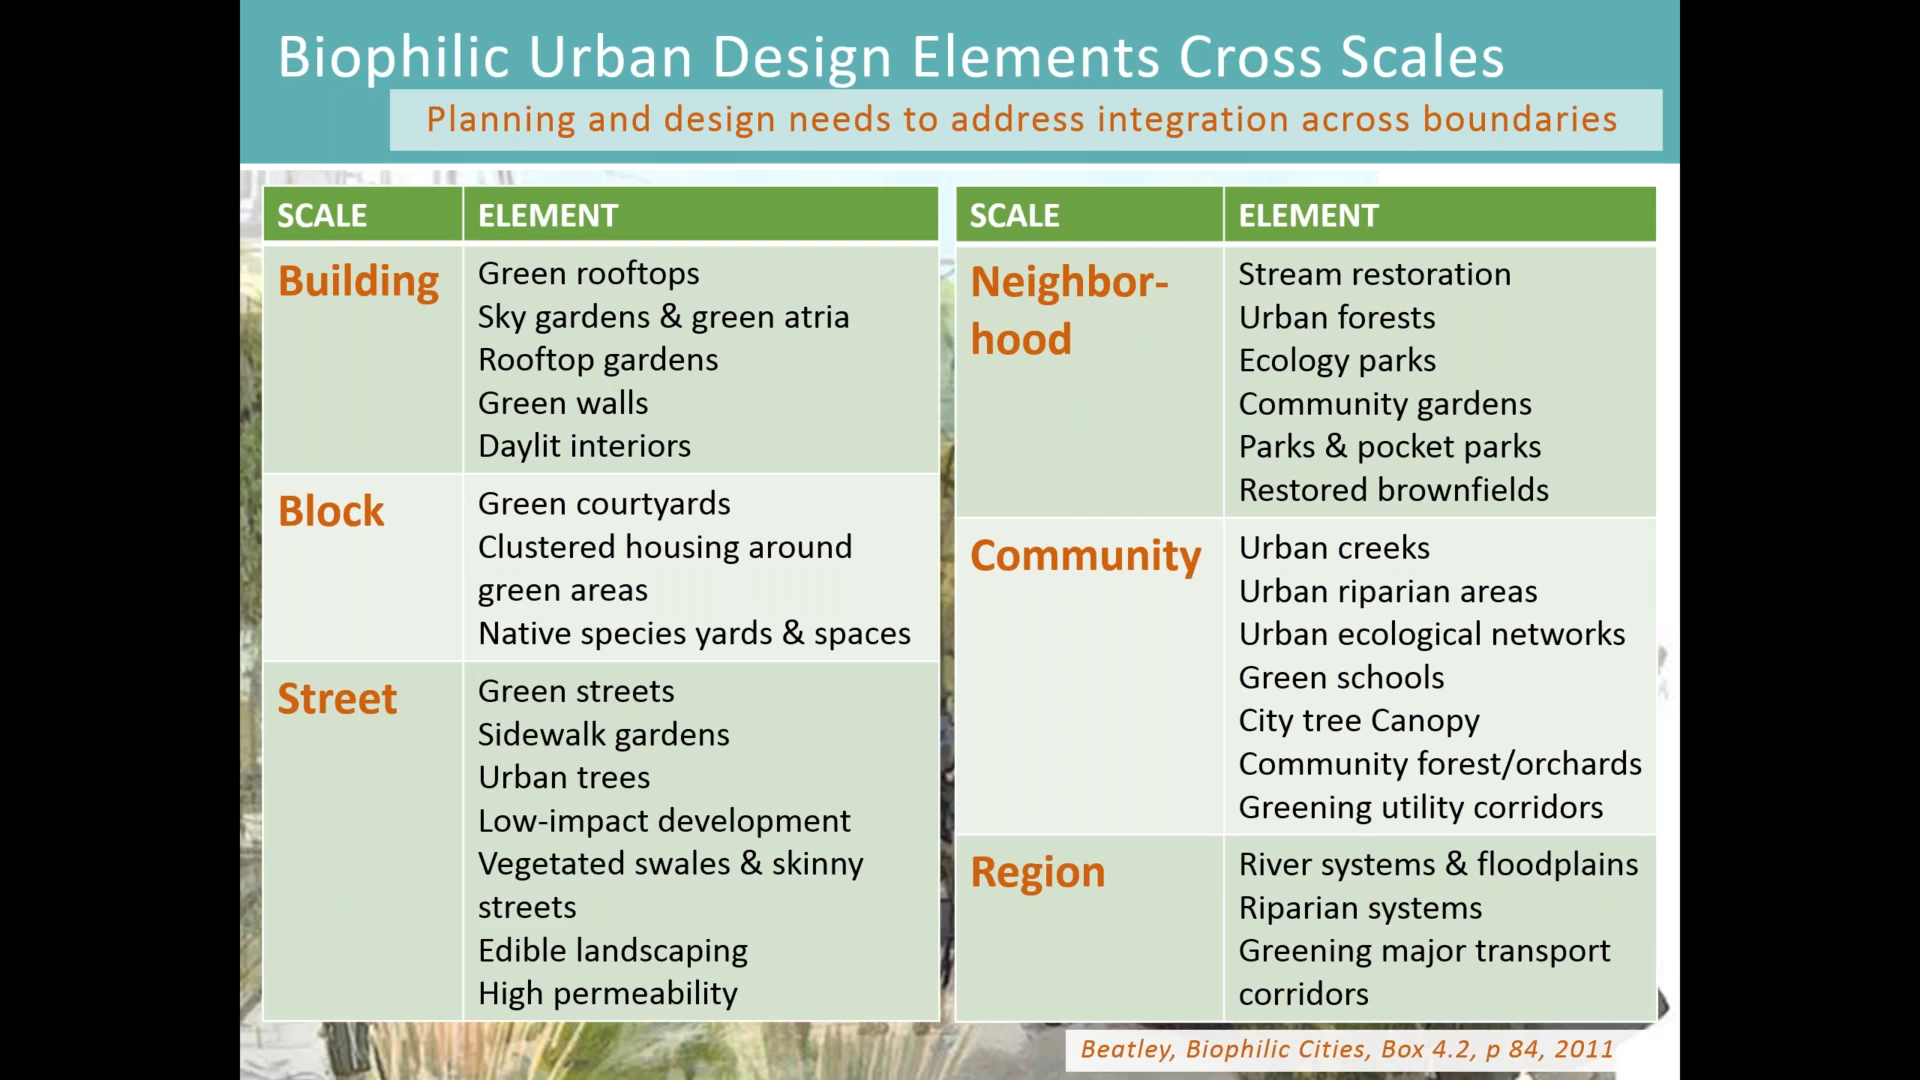 Biophilic Urban Design Elements Cross Scales
Planning and design needs to address integration across boundaries
SCALE ELEMENT
Building
Green rooftops
Sky gardens & green atria
Rooftop gardens
Green walls
Daylit interiors
Block
Green courtyards
Clustered housing around
green areas
Native species yards & spaces
Street
Green streets
Sidewalk gardens
Urban trees
Low-impact development
Vegetated swales & skinny
streets
Edible landscaping
High permeability
SCALE ELEMENT
Neighbor-
hood
Stream restoration
Urban forests
Ecology parks
Community gardens
Parks & pocket parks
Restored brownfields
Community
Urban creeks
Urban riparian areas
Urban ecological networks
Green schools
City tree Canopy
Community forest/orchards
Greening utility corridors
Region
River systems & floodplains
Riparian systems
Greening major transport
corridors
Beatley, Biophilic Cities, Box 4.2, p 84, 2011